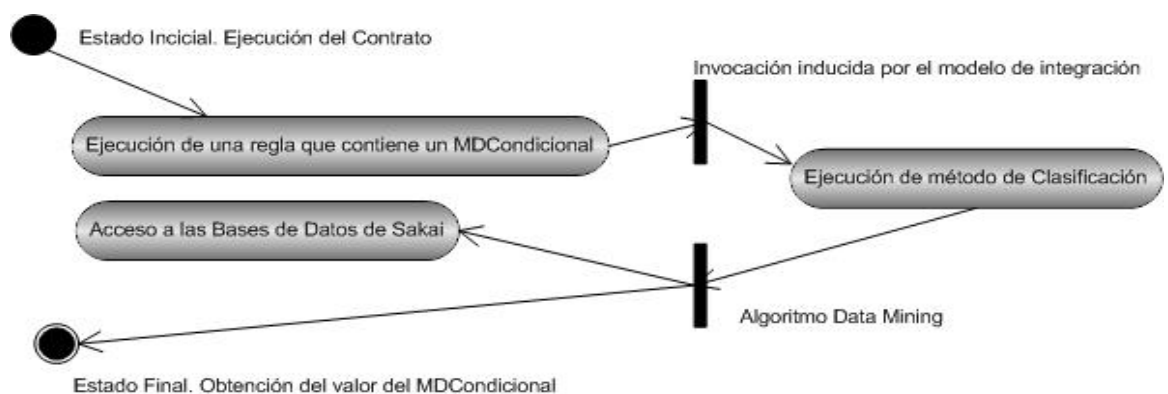 Estado Incicial. Ejecución del Contrato
Invocación inducida por el modelo de integración
Ejecución de una regla que contiene un MDCondicional
Ejecución de método de Clasificación
Acceso a las Bases de Datos de Sakai
Algoritmo Data Mining
Estado Final. Obtención del valor del MDCondicional